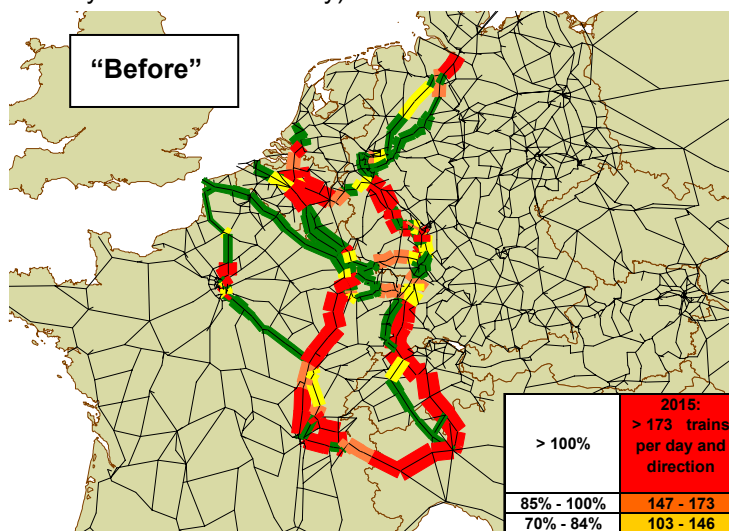 “Before”
> 100%
2015:
> 173 trains
per day and
direction
85% - 100%
147 - 173
70% - 84%
103 - 146